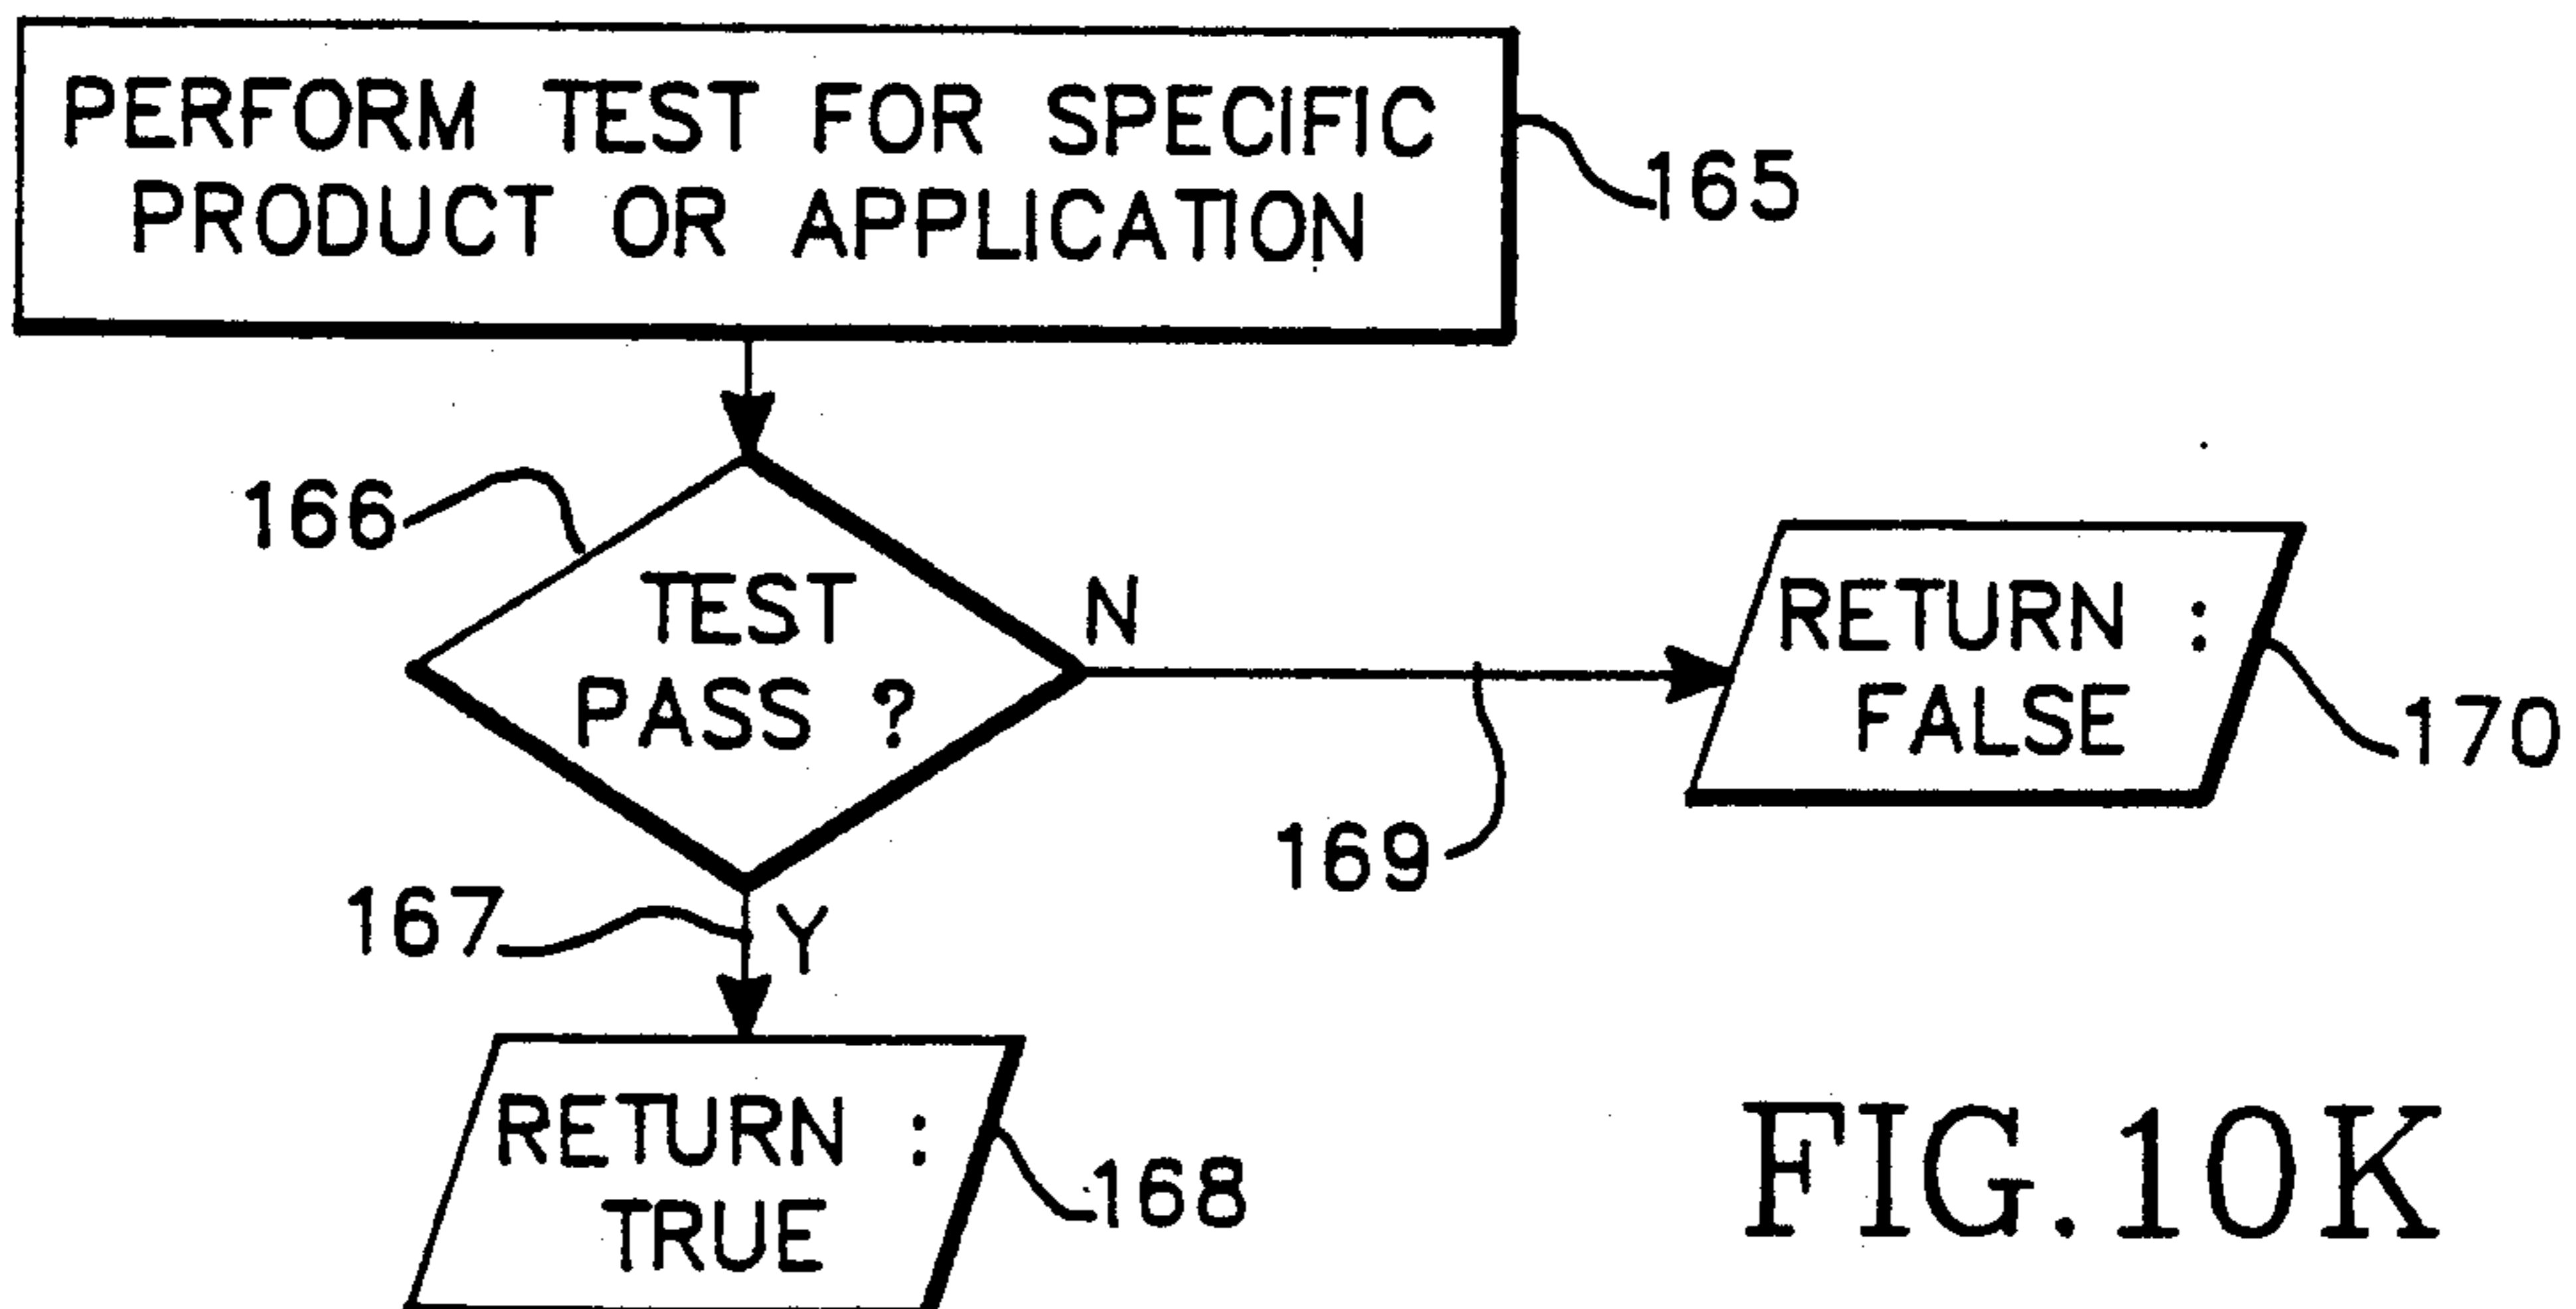 PERFORM TEST FOR SPECIFIC
PRODUCT OR APPLICATION
165
166
TEST
PASS ?
N
169
RETURN :
FALSE
170
167
Y
RETURN :
TRUE
168
FIG.10K